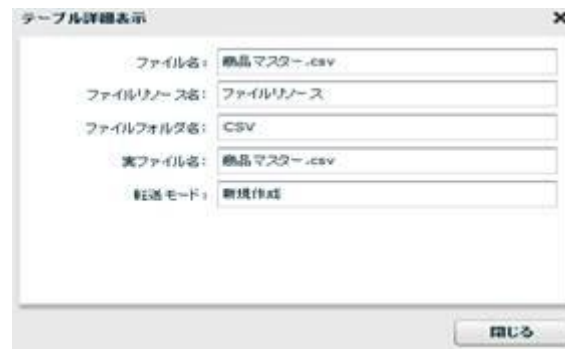 テーブル詳細表示
ファイル名: 商品マスター.csv
ファイルリソース名: ファイルリソース
ファイルフォルダ名: CSV
実ファイル名: 商品マスター.csv
転送モード: 新規作成
閉じる